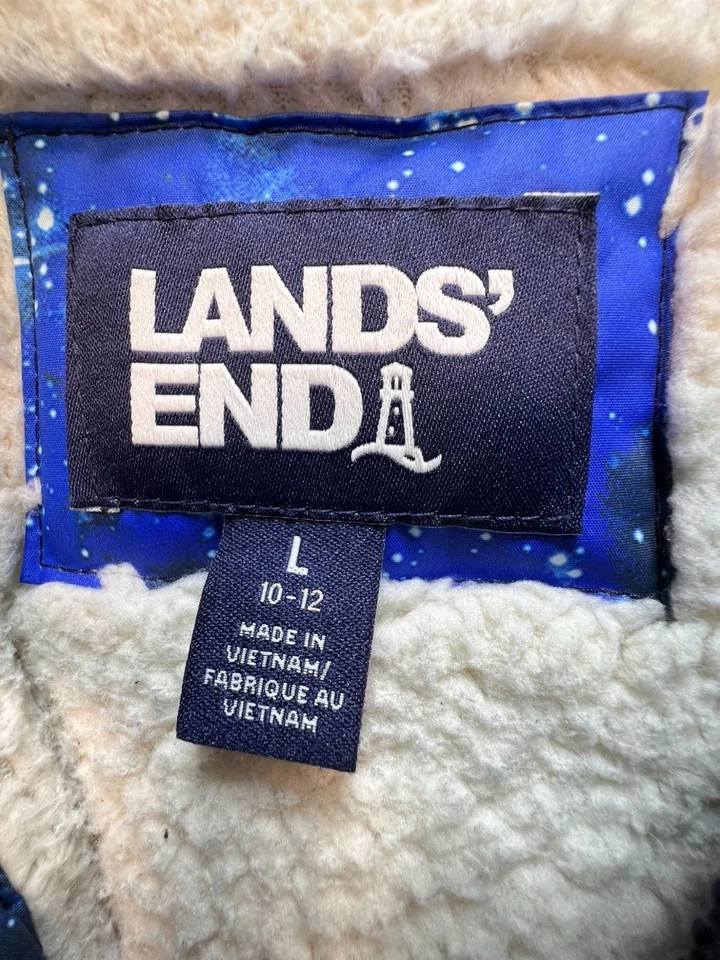 LANDS'
END
L
10-12
MADE IN
VIETNAM/
FABRIQUE AU
VIETNAM